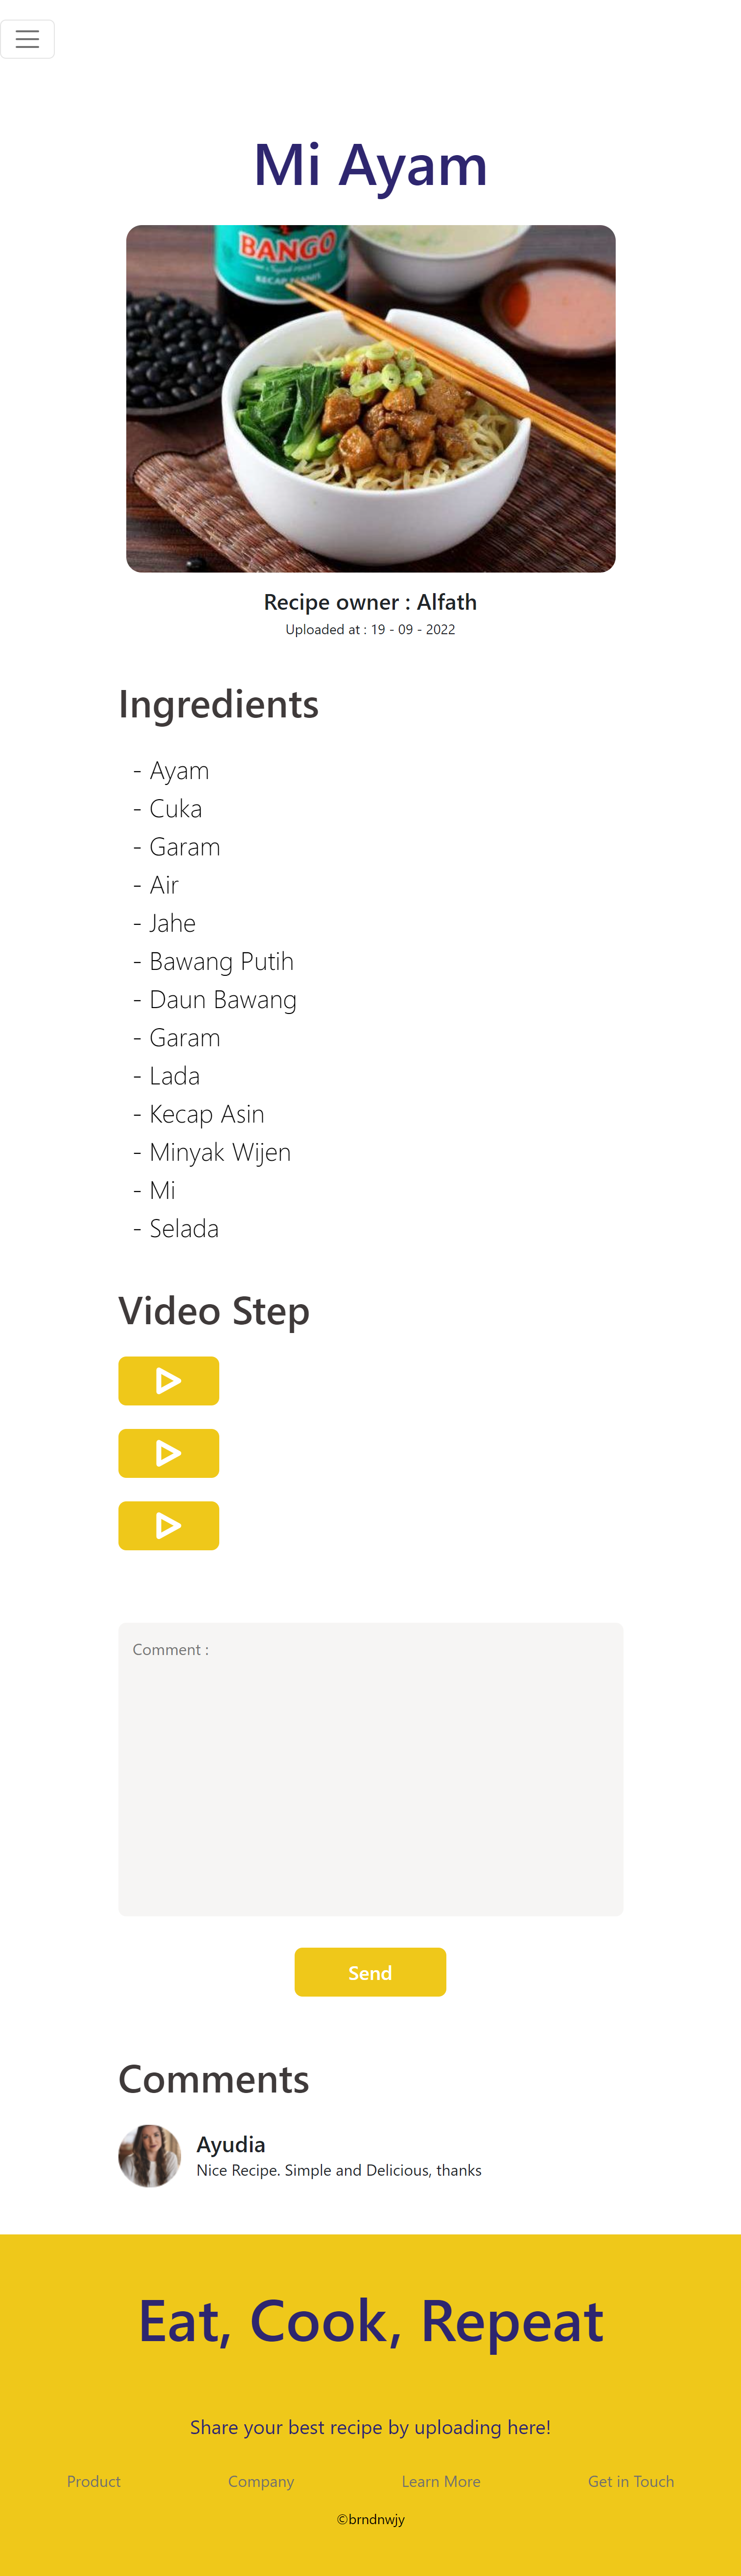 Mi Ayam
BANGO
KECAP MANIS
Recipe owner : Alfath
Uploaded at : 19 - 09 - 2022
Ingredients
- Ayam
- Cuka
- Garam
- Air
- Jahe
- Bawang Putih
- Daun Bawang
- Garam
- Lada
- Kecap Asin
- Minyak Wijen
- Mi
- Selada
Video Step
Comment :
Send
Comments
Ayudia
Nice Recipe. Simple and Delicious, thanks
Eat, Cook, Repeat
Share your best recipe by uploading here!
Product Company Learn More Get in Touch
©brndnwjy